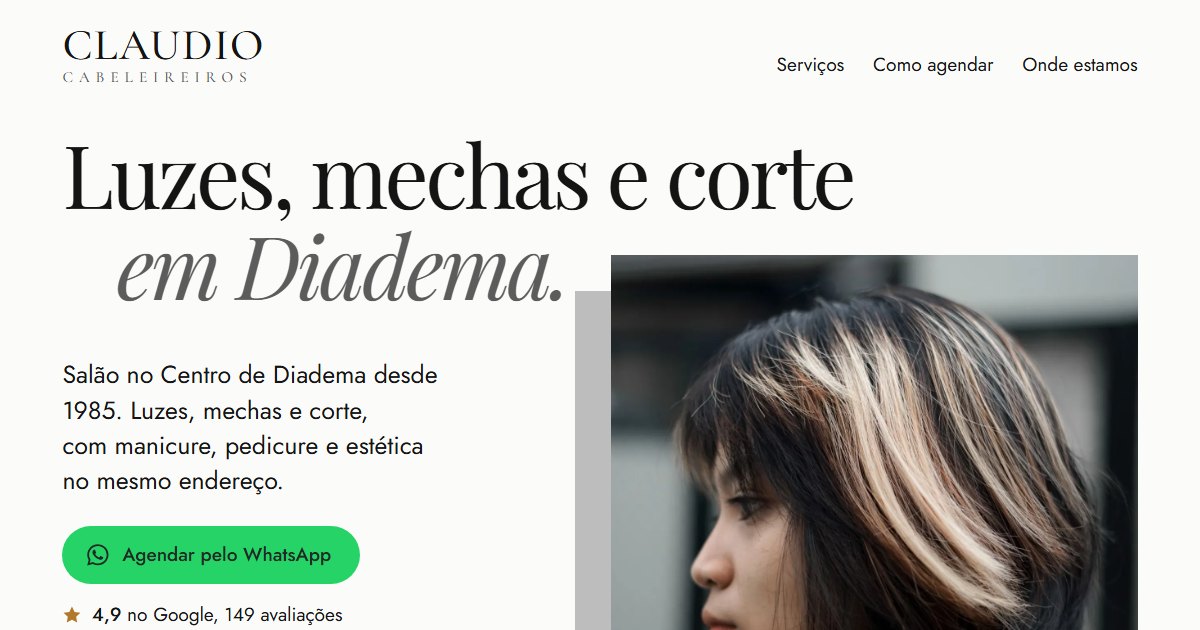 CLAUDIO
CABELEIREIROS
Serviços
Como agendar
Onde estamos
Luzes, mechas e corte
em Diadema.
Salão no Centro de Diadema desde
1985. Luzes, mechas e corte,
com manicure, pedicure e estética
no mesmo endereço.
Agendar pelo WhatsApp
4,9 no Google, 149 avaliações